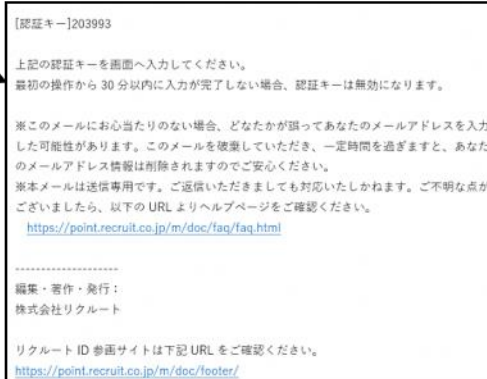 [認証キー]203993
上記の認証キーを画面へ入力してください。
最初の操作から 30 分以内に入力が完了しない場合、認証キーは無効になります。
※このメールにお心当たりのない場合、どなたかが誤ってあなたのメールアドレスを入力
した可能性があります。このメールを破棄していただき、一定時間を過ぎますと、あなた
のメールアドレス情報は削除されますのでご安心ください。
※本メールは送信専用です。ご返信いただきましても対応いたしかねます。ご不明な点が
ございましたら、以下の URL よりヘルプページをご確認ください。
https://point.recruit.co.jp/m/doc/faq/faq.html
-------------------
編集・著作・発行：
株式会社リクルート
リクルート ID 参画サイトは下記 URL をご確認ください。
https://point.recruit.co.jp/m/doc/footer/